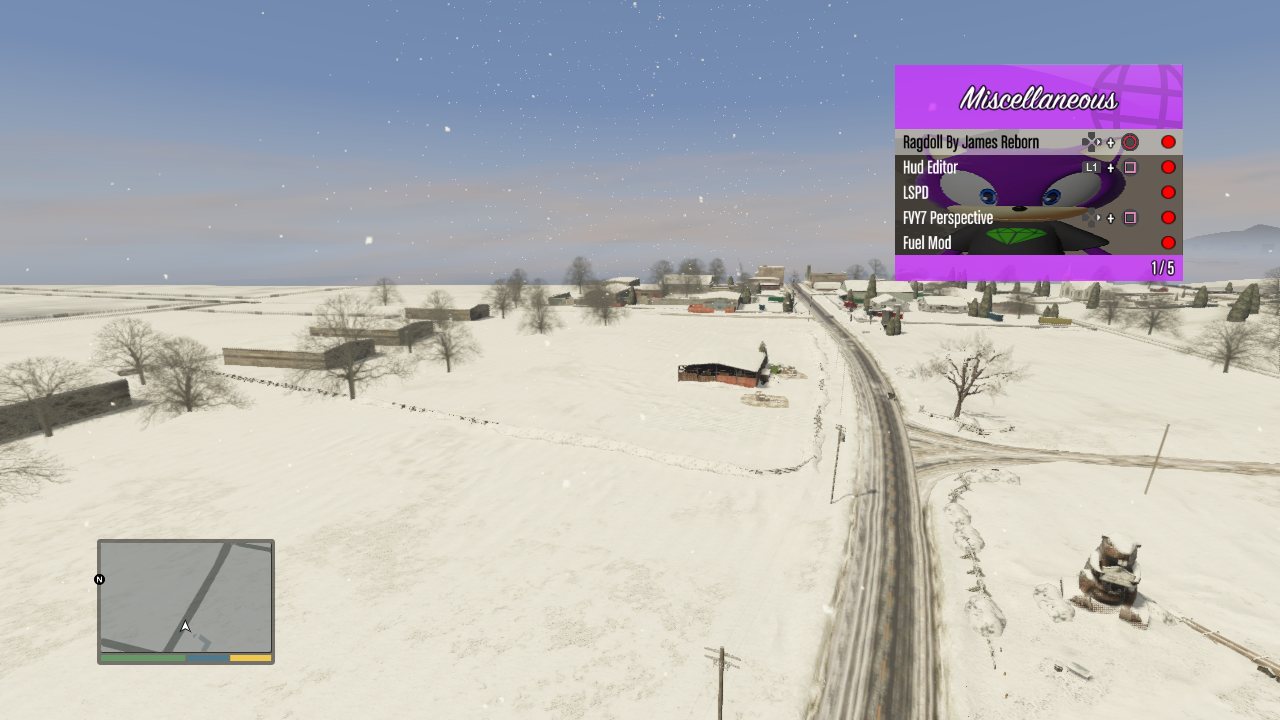 Miscellaneous
Ragdoll By James Reborn +
Hud Editor L1 +
LSPD
FVY7 Perspective +
Fuel Mod
1/5
N